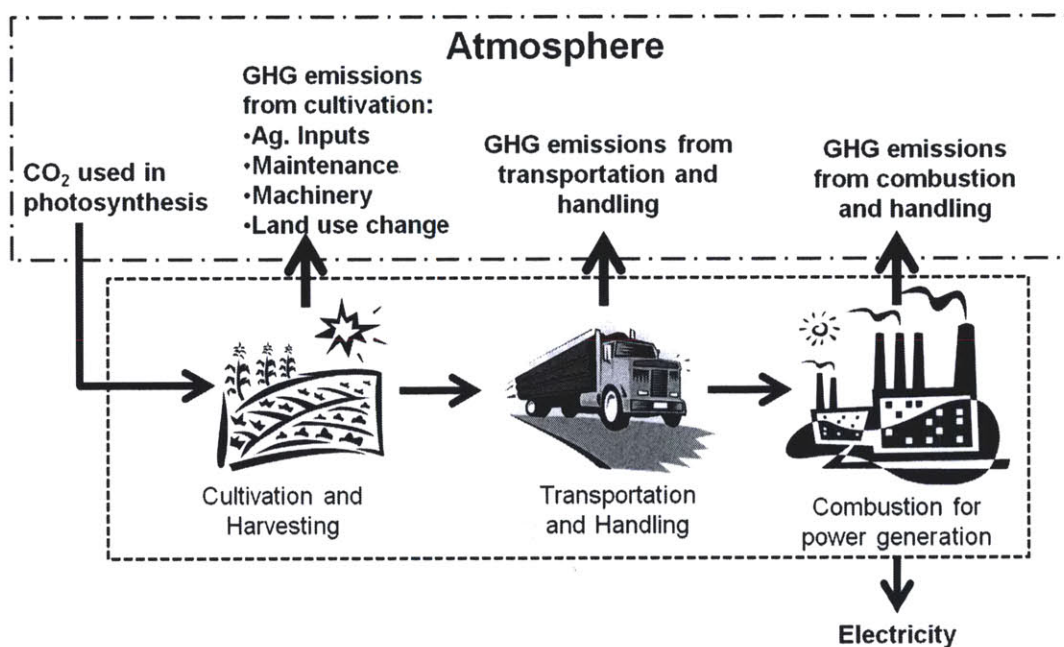 Atmosphere
GHG emissions
from cultivation:
•Ag. Inputs
•Maintenance
•Machinery
•Land use change
CO₂ used in
photosynthesis
GHG emissions from
transportation and
handling
GHG emissions
from combustion
and handling
Cultivation and
Harvesting
Transportation
and Handling
Combustion for
power generation
Electricity